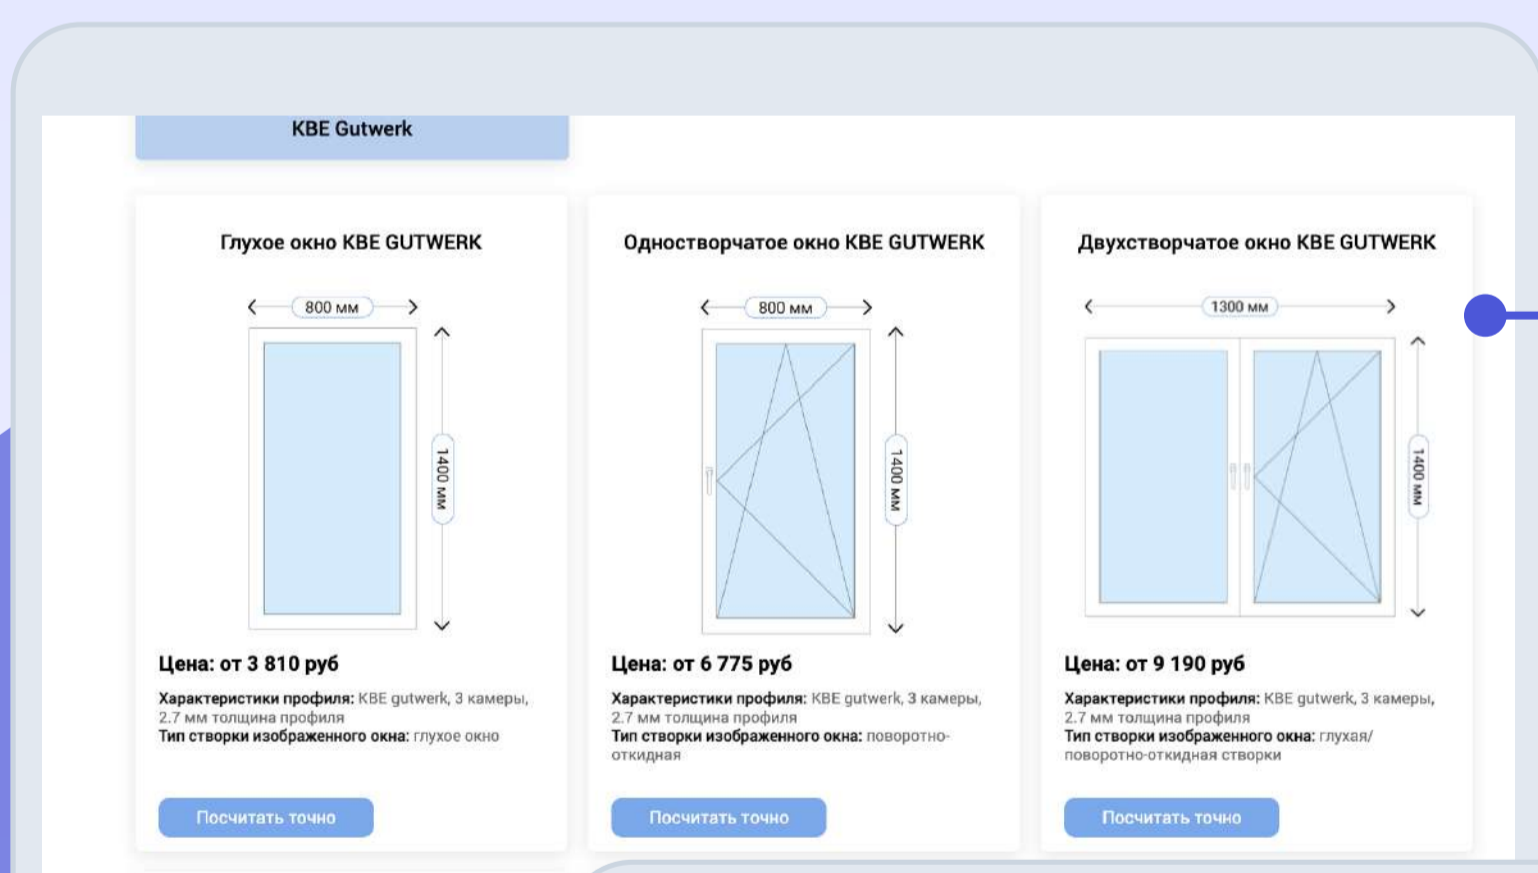 KBE Gutwerk
Глухое окно KBE GUTWERK
800 мм
1400 мм
Цена: от 3 810 руб
Характеристики профиля: KBE gutwerk, 3 камеры,
2.7 мм толщина профиля
Тип створки изображенного окна: глухое окно
Посчитать точно
Одностворчатое окно KBE GUTWERK
800 мм
1400 мм
Цена: от 6 775 руб
Характеристики профиля: KBE gutwerk, 3 камеры,
2.7 мм толщина профиля
Тип створки изображенного окна: поворотно-
откидная
Посчитать точно
Двухстворчатое окно KBE GUTWERK
1300 мм
1400 мм
Цена: от 9 190 руб
Характеристики профиля: KBE gutwerk, 3 камеры,
2.7 мм толщина профиля
Тип створки изображенного окна: глухая/
поворотно-откидная створки
Посчитать точно